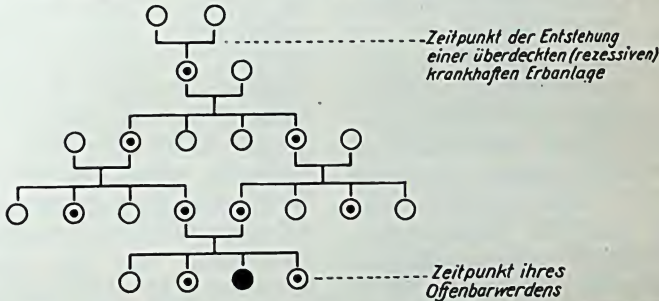 Zeitpunkt der Entstehung
einer überdeckten (rezessiven)
krankhaften Erbanlage
Zeitpunkt ihres
Offenbarwerdens